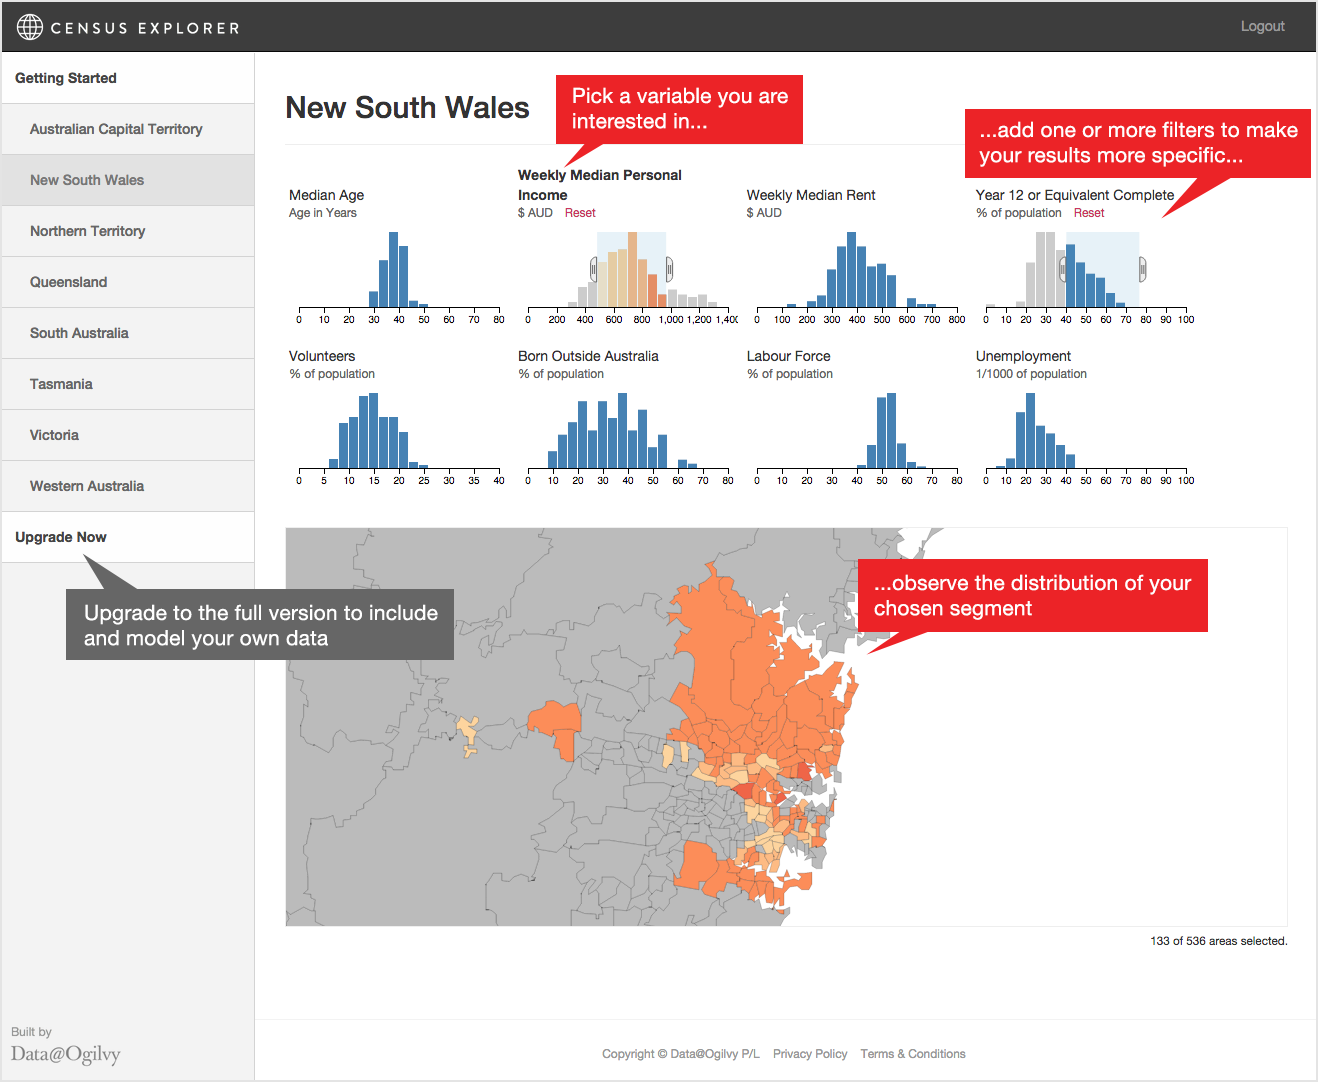 CENSUS EXPLORER
Logout
Getting Started
Australian Capital Territory
New South Wales
Northern Territory
Queensland
South Australia
Tasmania
Victoria
Western Australia
Upgrade Now
Upgrade to the full version to include
and model your own data
New South Wales
Pick a variable you are
interested in...
...add one or more filters to make
your results more specific...
Median Age
Age in Years
0 10 20 30 40 50 60 70 80
Weekly Median Personal
Income
$ AUD Reset
0 200 400 600 800 1,000 1,200 1,40
Weekly Median Rent
$ AUD
0 100 200 300 400 500 600 700 800
Year 12 or Equivalent Complete
% of population Reset
0 10 20 30 40 50 60 70 80 90 100
Volunteers
% of population
0 5 10 15 20 25 30 35 40
Born Outside Australia
% of population
0 10 20 30 40 50 60 70 80
Labour Force
% of population
0 10 20 30 40 50 60 70 80
Unemployment
1/1000 of population
0 10 20 30 40 50 60 70 80 90 100
...observe the distribution of your
chosen segment
133 of 536 areas selected.
Built by
Data@Ogilvy
Copyright © Data@Ogilvy P/L Privacy Policy Terms & Conditions